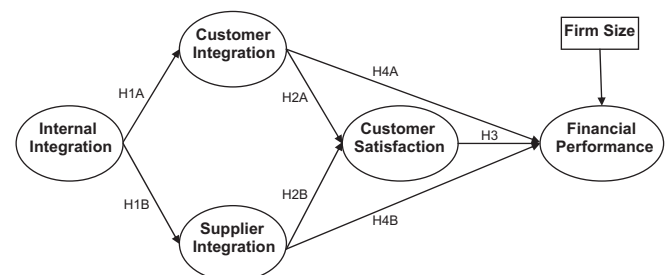 Customer
Integration
Firm Size
H4A
H1A
H2A
Internal
Integration
Customer
Satisfaction
H3
Financial
Performance
H1B
H2B
H4B
Supplier
Integration